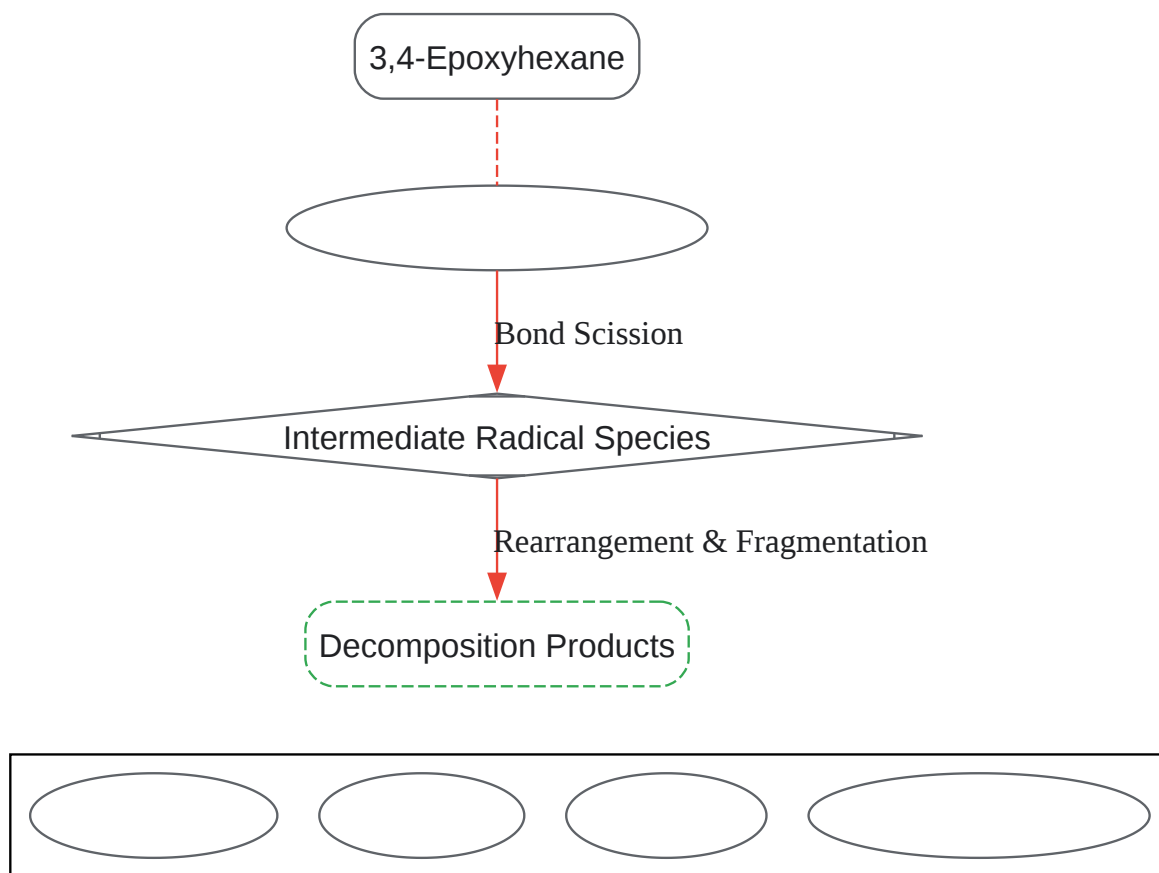 3,4-Epoxyhexane
Bond Scission
Intermediate Radical Species
Rearrangement & Fragmentation
Decomposition Products